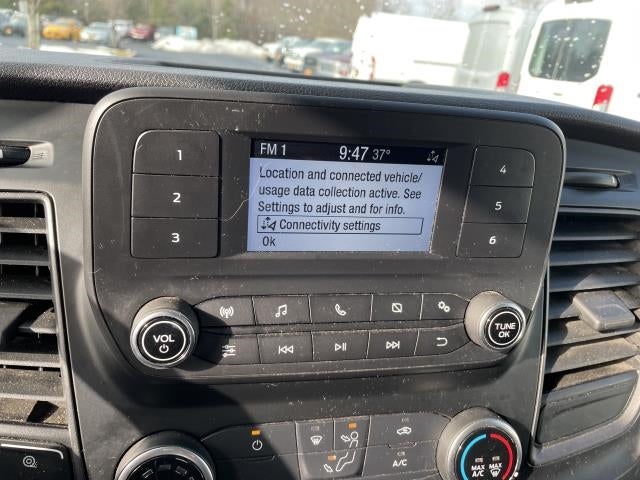 FM 1 9:47 37°
Location and connected vehicle/
usage data collection active. See
Settings to adjust and for info.
Connectivity settings
Ok
1
2
3
4
5
6
VOL
TUNE
OK
A/C
MAX
A/C
MAX